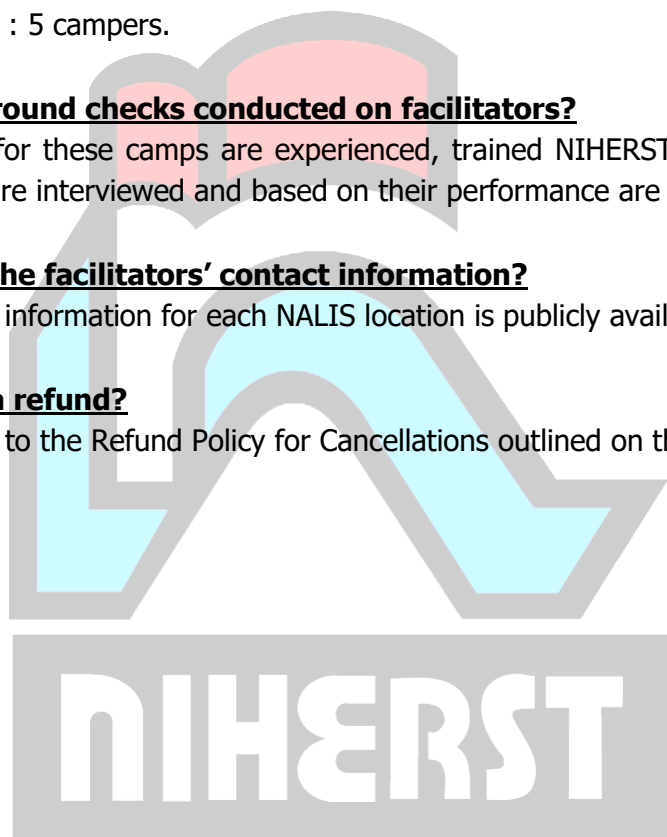 : 5 campers.
round checks conducted on facilitators?
for these camps are experienced, trained NIHERST
re interviewed and based on their performance are
he facilitators’ contact information?
information for each NALIS location is publicly avail
refund?
to the Refund Policy for Cancellations outlined on th
NIHERST